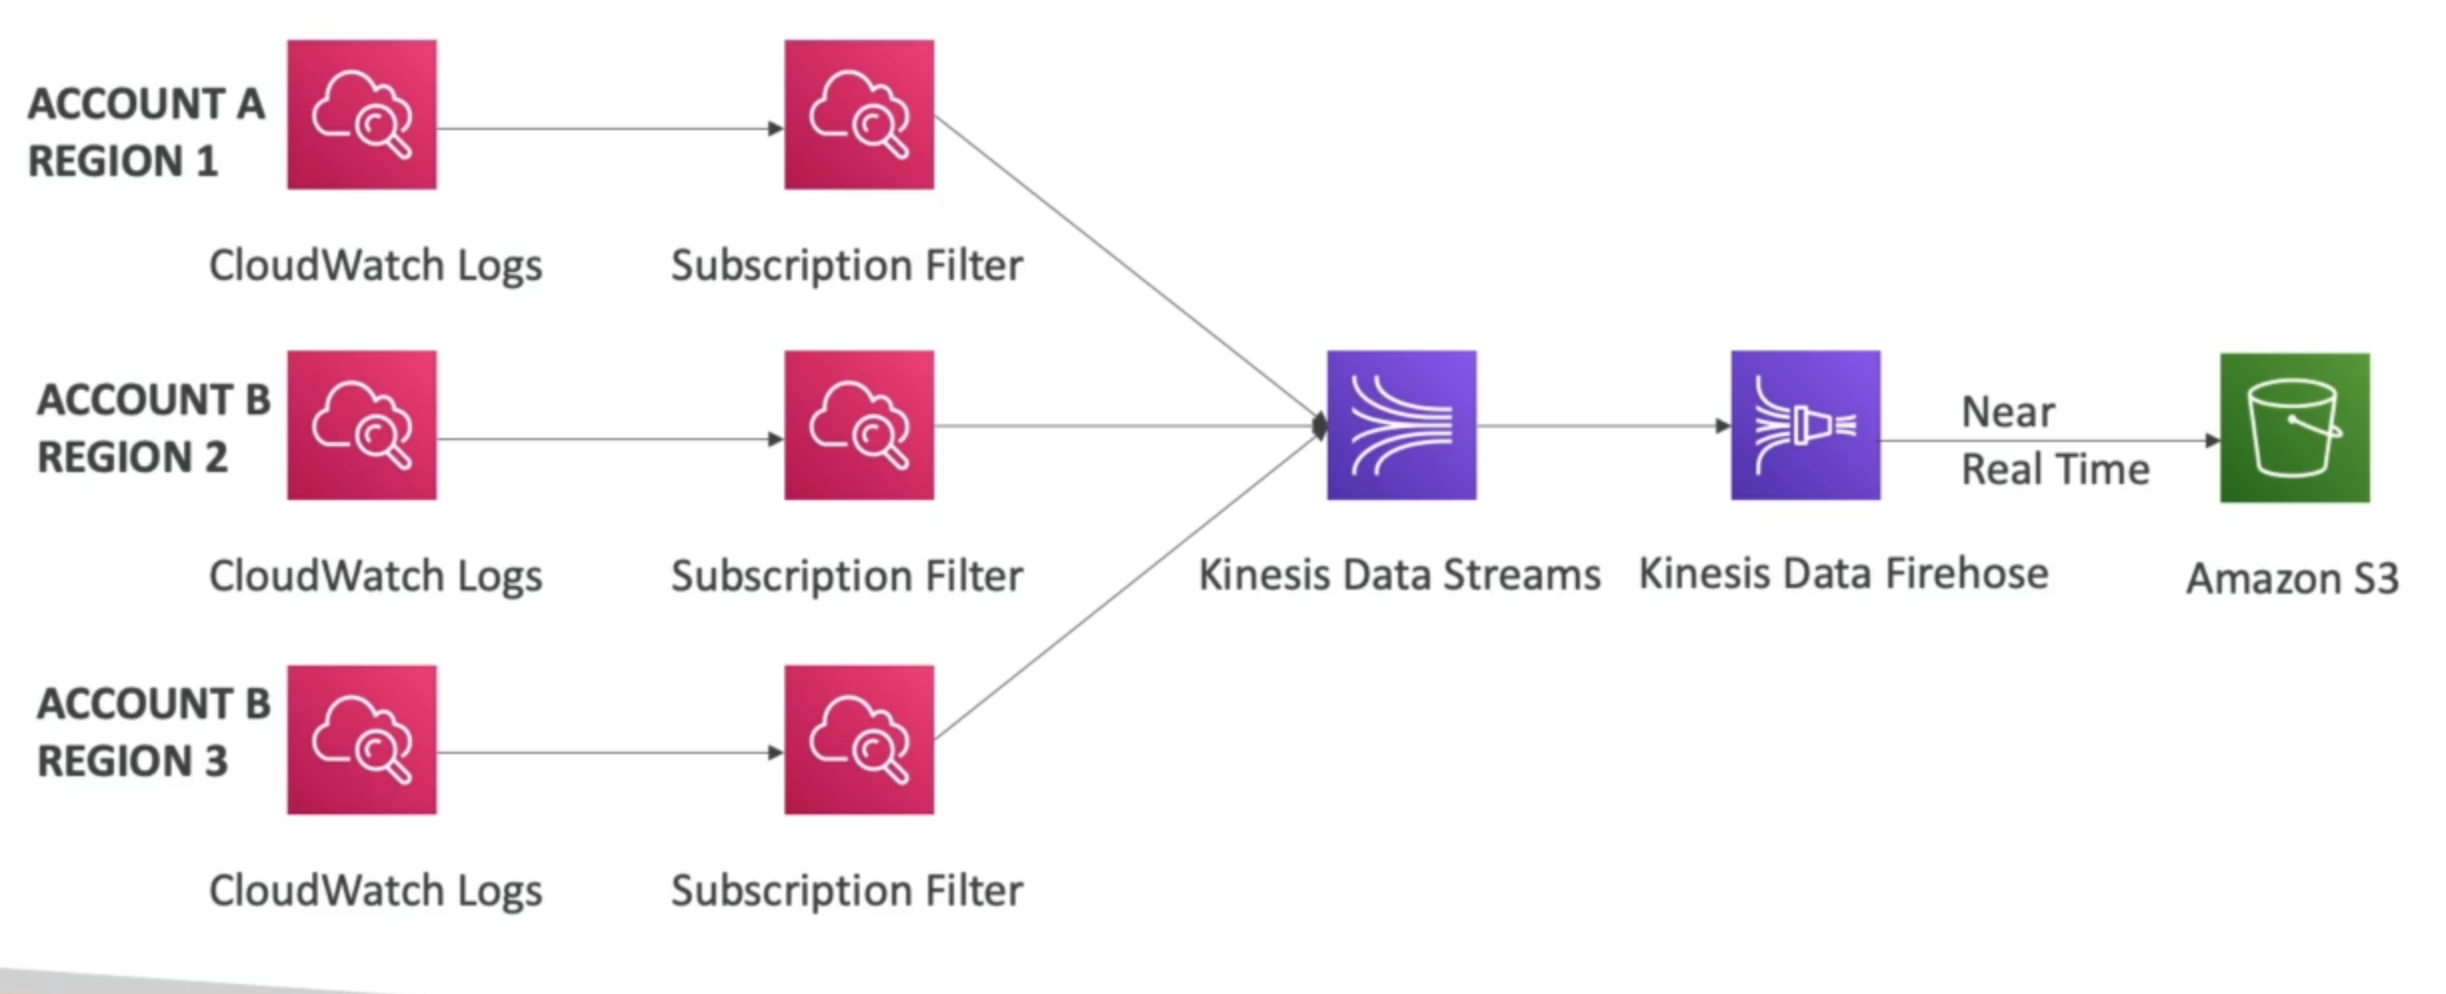 ACCOUNT A
REGION 1
CloudWatch Logs
Subscription Filter
ACCOUNT B
REGION 2
CloudWatch Logs
Subscription Filter
Kinesis Data Streams
Kinesis Data Firehose
Near
Real Time
Amazon S3
ACCOUNT B
REGION 3
CloudWatch Logs
Subscription Filter